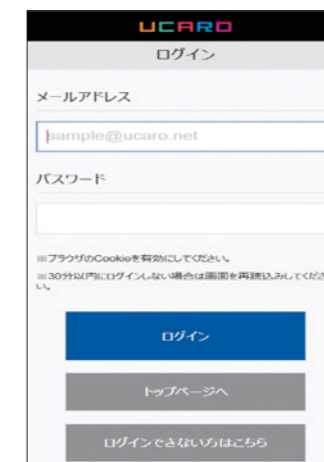 UCARO
ログイン
メールアドレス
sample@ucaro.net
パスワード
※ブラウザのCookieを有効にしてください。
※30分以内にログインしない場合は画面を再読込みしてくださ
い。
ログイン
トップページへ
ログインできない方はこちら